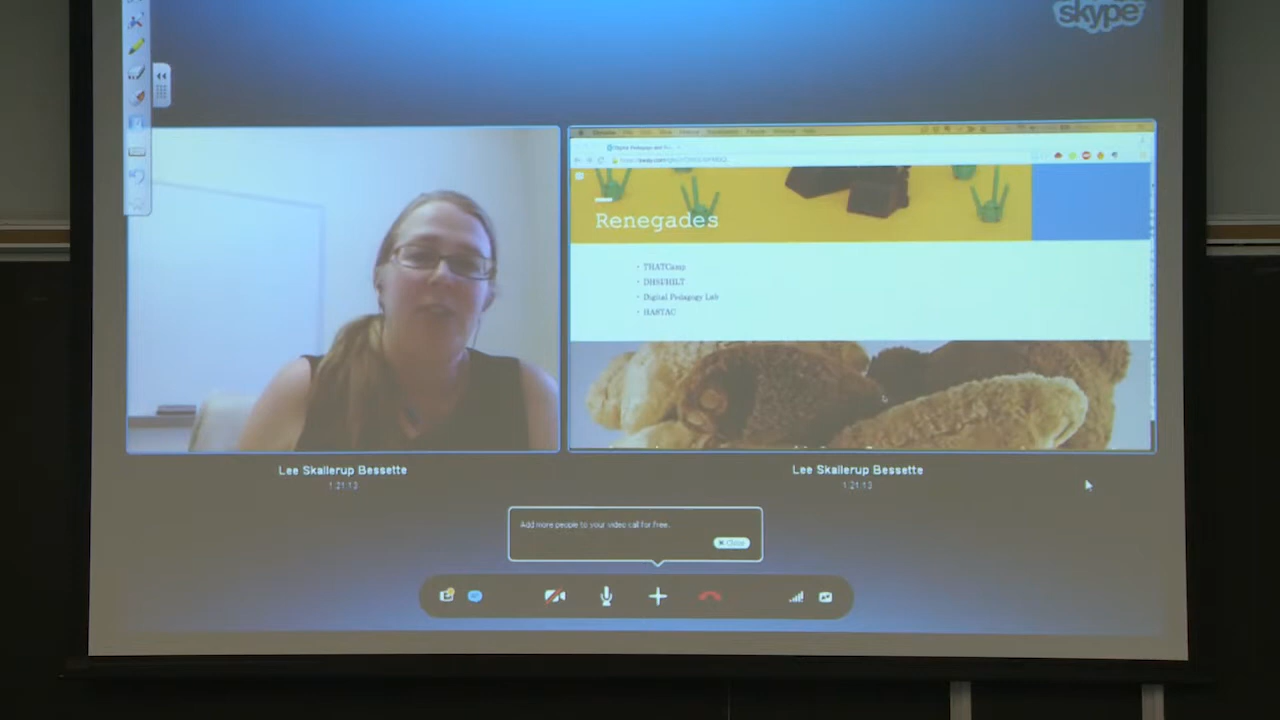 skype
Renegades
• THATCamp
• DHSI/HILT
• Digital Pedagogy Lab
• HASTAC
Lee Skallerup Bessette
1:21:13
Lee Skallerup Bessette
1:21:13
Add more people to your video call for free.
Close